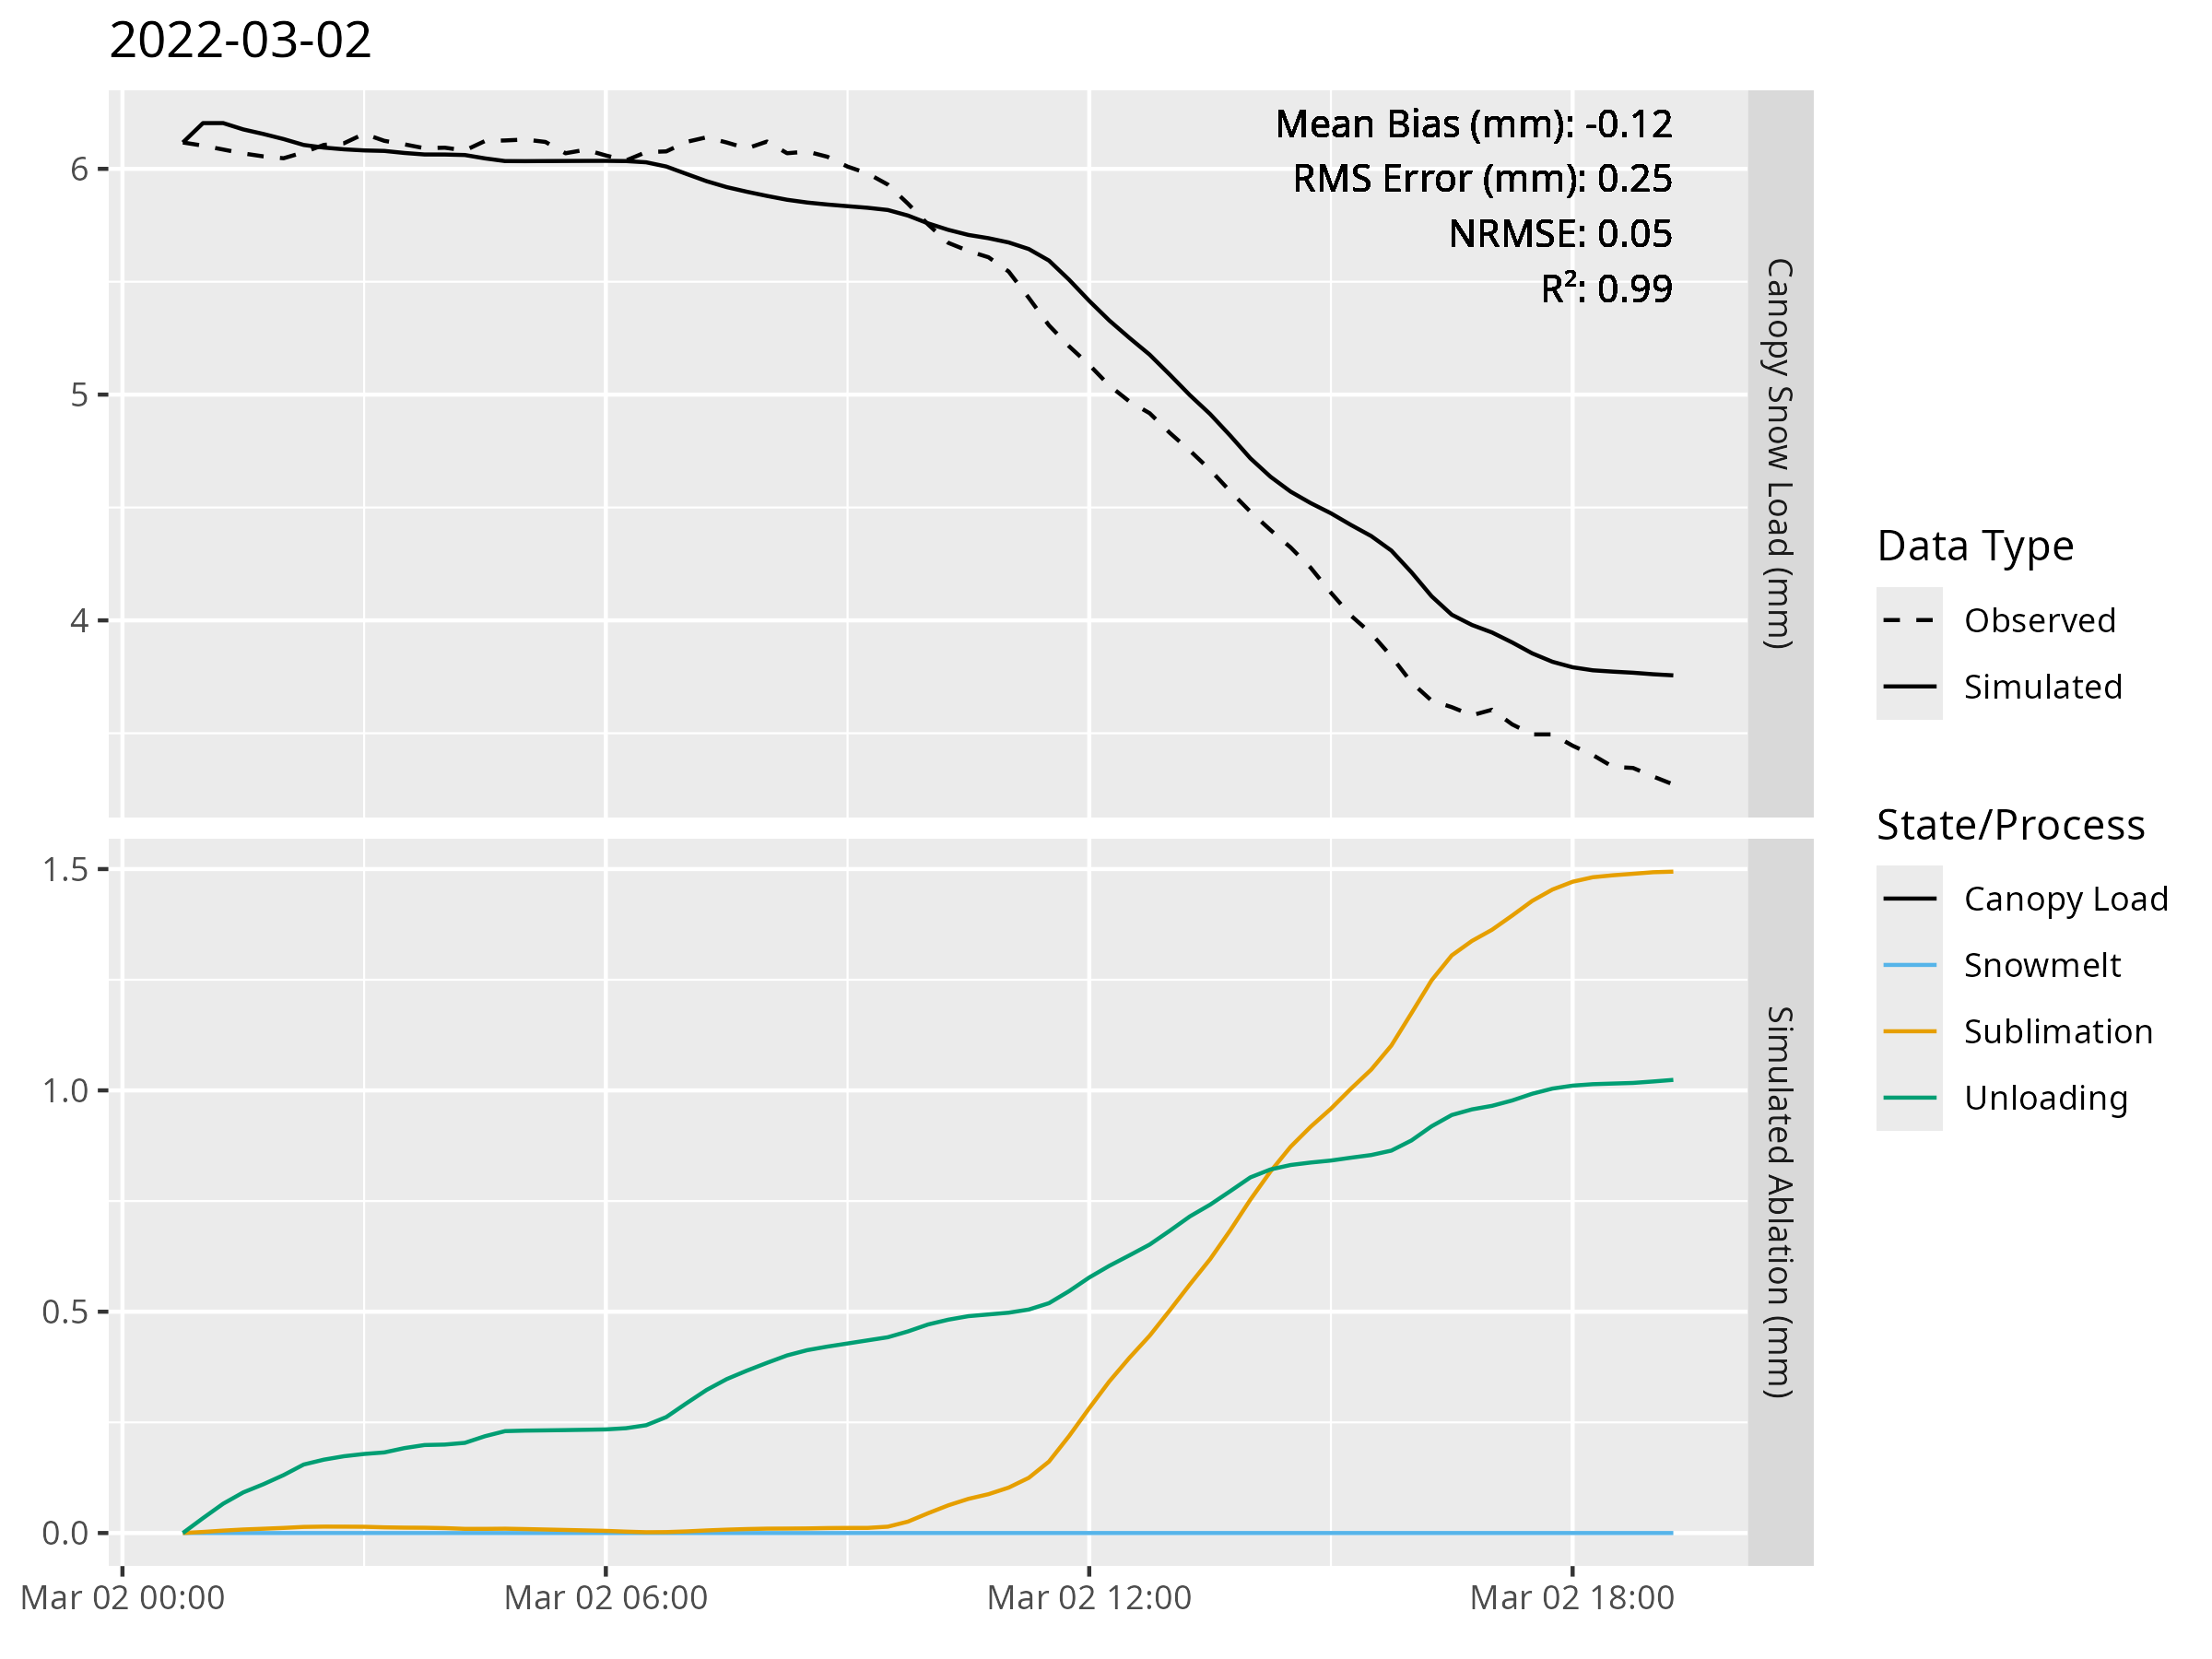 2022-03-02
Mean Bias (mm): -0.12
RMS Error (mm): 0.25
NRMSE: 0.05
R²: 0.99
6
5
4
Canopy Snow Load (mm)
1.5
1.0
0.5
0.0
Simulated Ablation (mm)
Mar 02 00:00
Mar 02 06:00
Mar 02 12:00
Mar 02 18:00
Data Type
Observed
Simulated
State/Process
Canopy Load
Snowmelt
Sublimation
Unloading